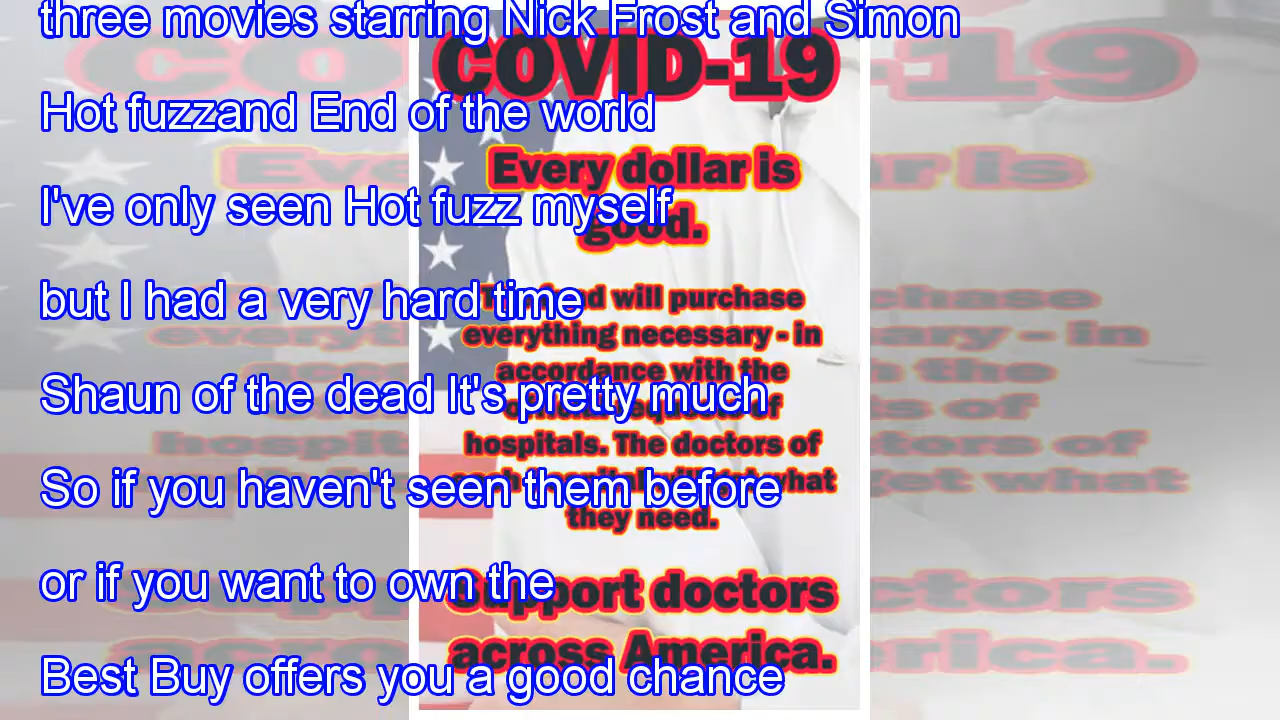 three movies starring Nick Frost and Simon
Hot fuzzand End of the world
I've only seen Hot fuzz myself
but I had a very hard time
Shaun of the dead It's pretty much
So if you haven't seen them before
or if you want to own the
Best Buy offers you a good chance
COVID-19
Every dollar is
good.
will purchase
everything necessary - in
accordance with the
of
hospitals. The doctors of
what
they need.
Support doctors
across America.